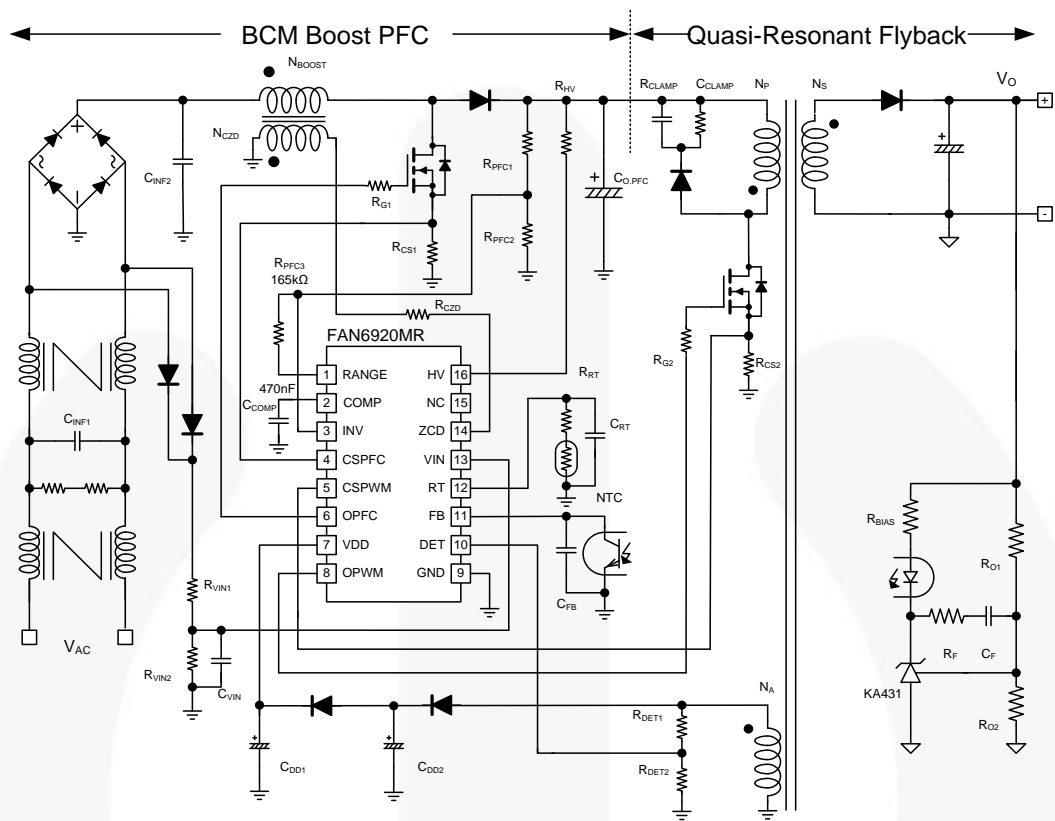 BCM Boost PFC
Quasi-Resonant Flyback
NBOOST
NCZD
CINF2
RG1
RCS1
RPFC1
RPFC2
RHV
CO.PFC
RCLAMP
CCLAMP
NP
NS
VO
+
-
RPFC3
165kΩ
RCZD
FAN6920MR
470nF
CCOMP
1 RANGE
2 COMP
3 INV
4 CSPFC
5 CSPWM
6 OPFC
7 VDD
8 OPWM
HV 16
NC 15
ZCD 14
VIN 13
RT 12
FB 11
DET 10
GND 9
RRT
CRT
NTC
CFB
RG2
RCS2
CINF1
VAC
RVIN1
RVIN2
CVIN
CDD1
CDD2
RDET1
RDET2
NA
RBIAS
RO1
RF
CF
KA431
RO2